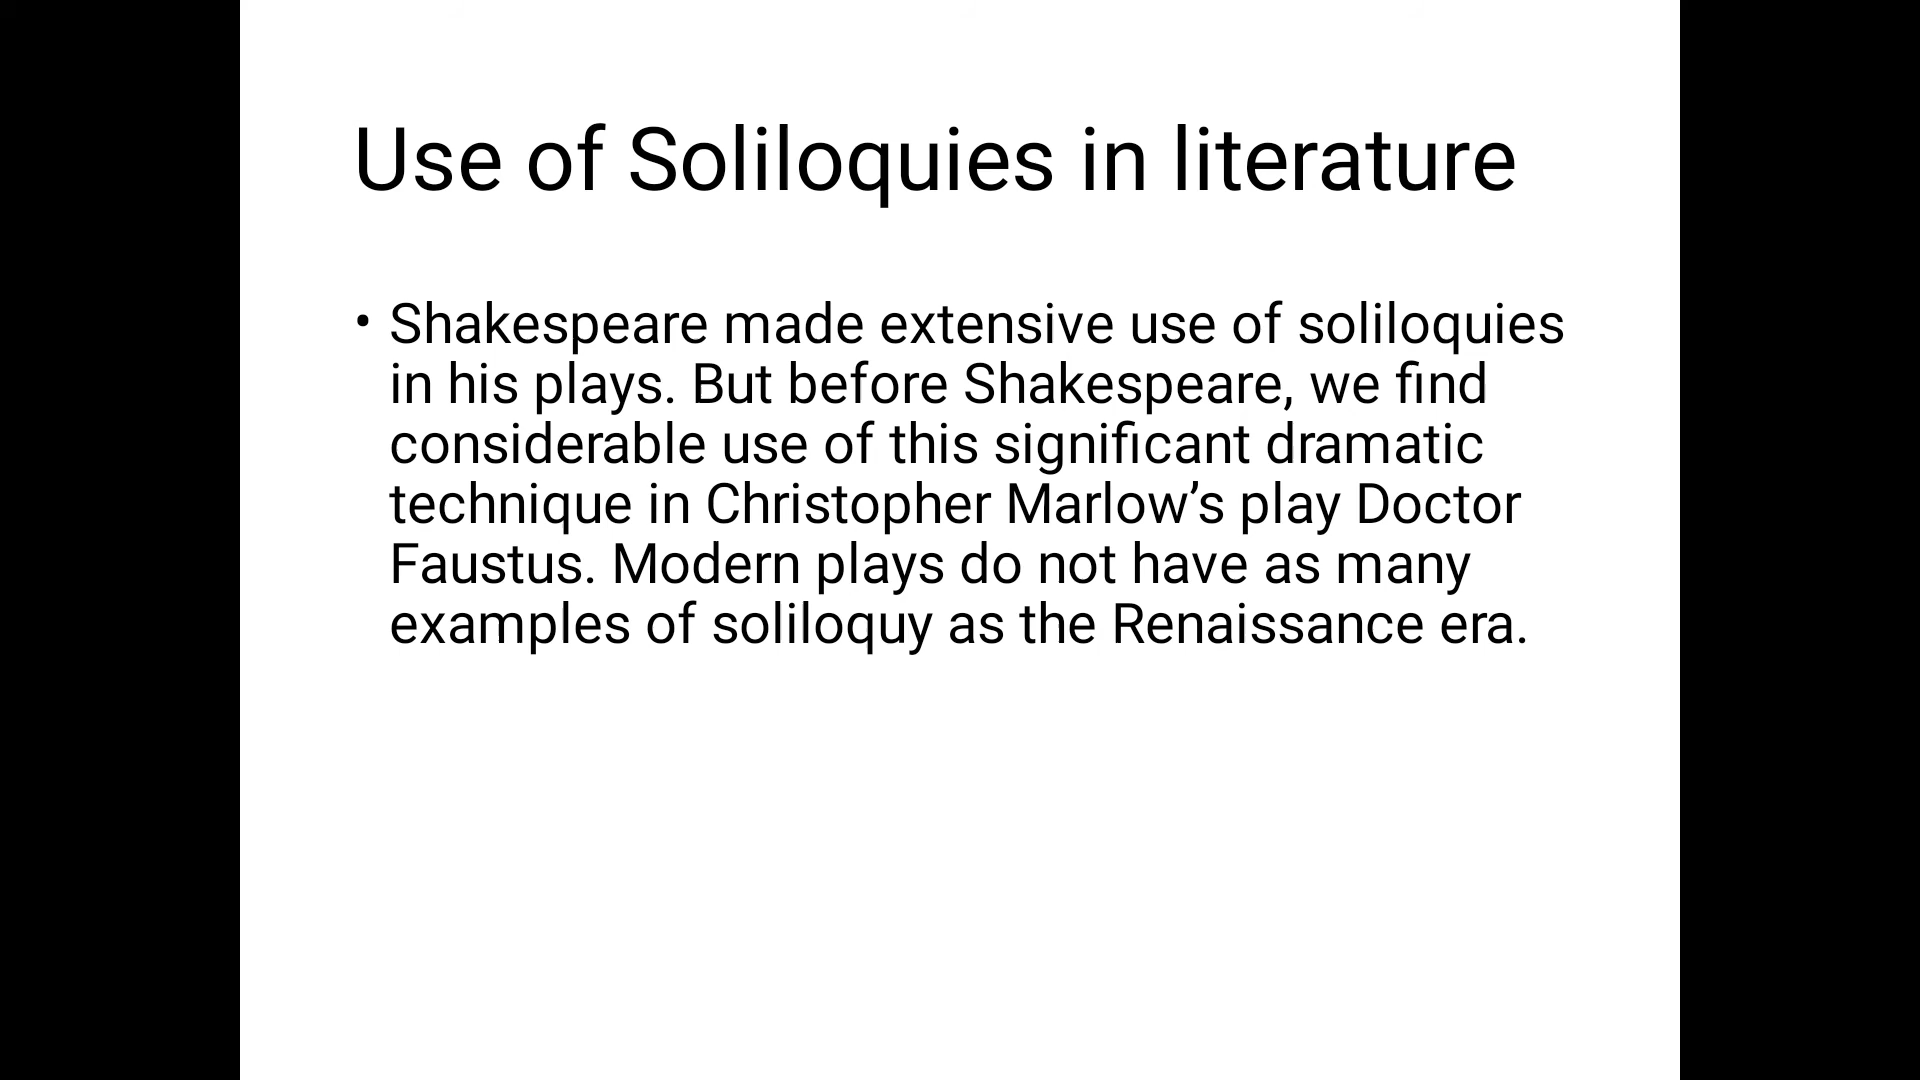 Use of Soliloquies in literature
• Shakespeare made extensive use of soliloquies
in his plays. But before Shakespeare, we find
considerable use of this significant dramatic
technique in Christopher Marlow’s play Doctor
Faustus. Modern plays do not have as many
examples of soliloquy as the Renaissance era.